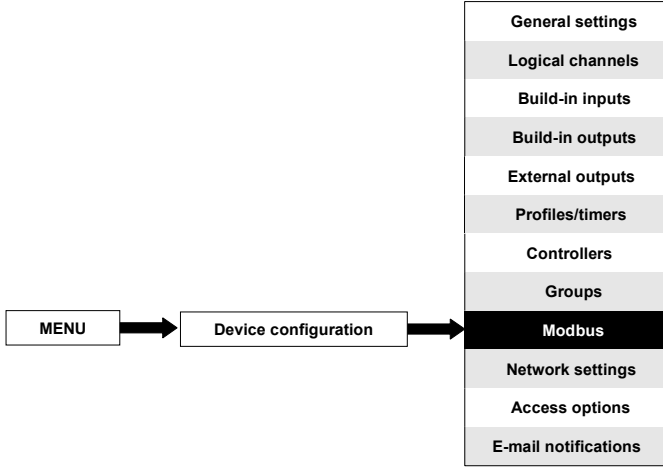 General settings
Logical channels
Build-in inputs
Build-in outputs
External outputs
Profiles/timers
Controllers
Groups
MENU
Device configuration
Modbus
Network settings
Access options
E-mail notifications